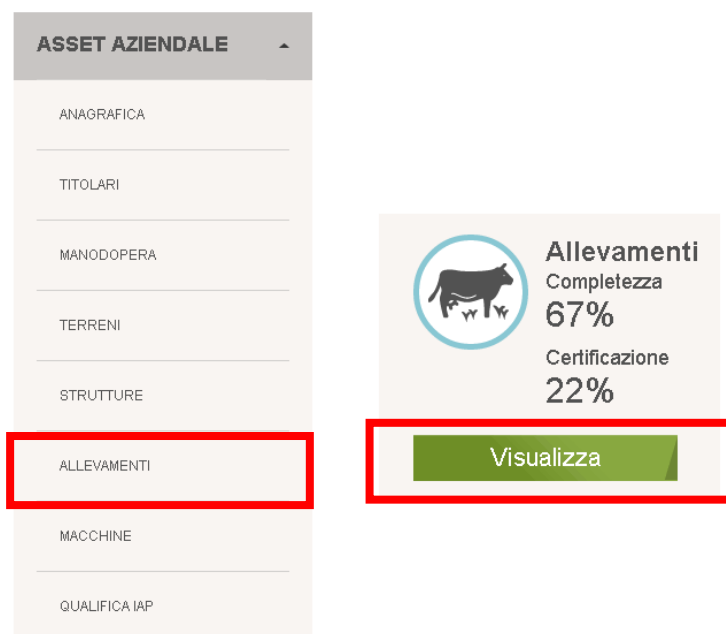 ASSET AZIENDALE
ANAGRAFICA
TITOLARI
MANODOPERA
TERRENI
STRUTTURE
ALLEVAMENTI
MACCHINE
QUALIFICA IAP
Allevamenti
Completezza
67%
Certificazione
22%
Visualizza